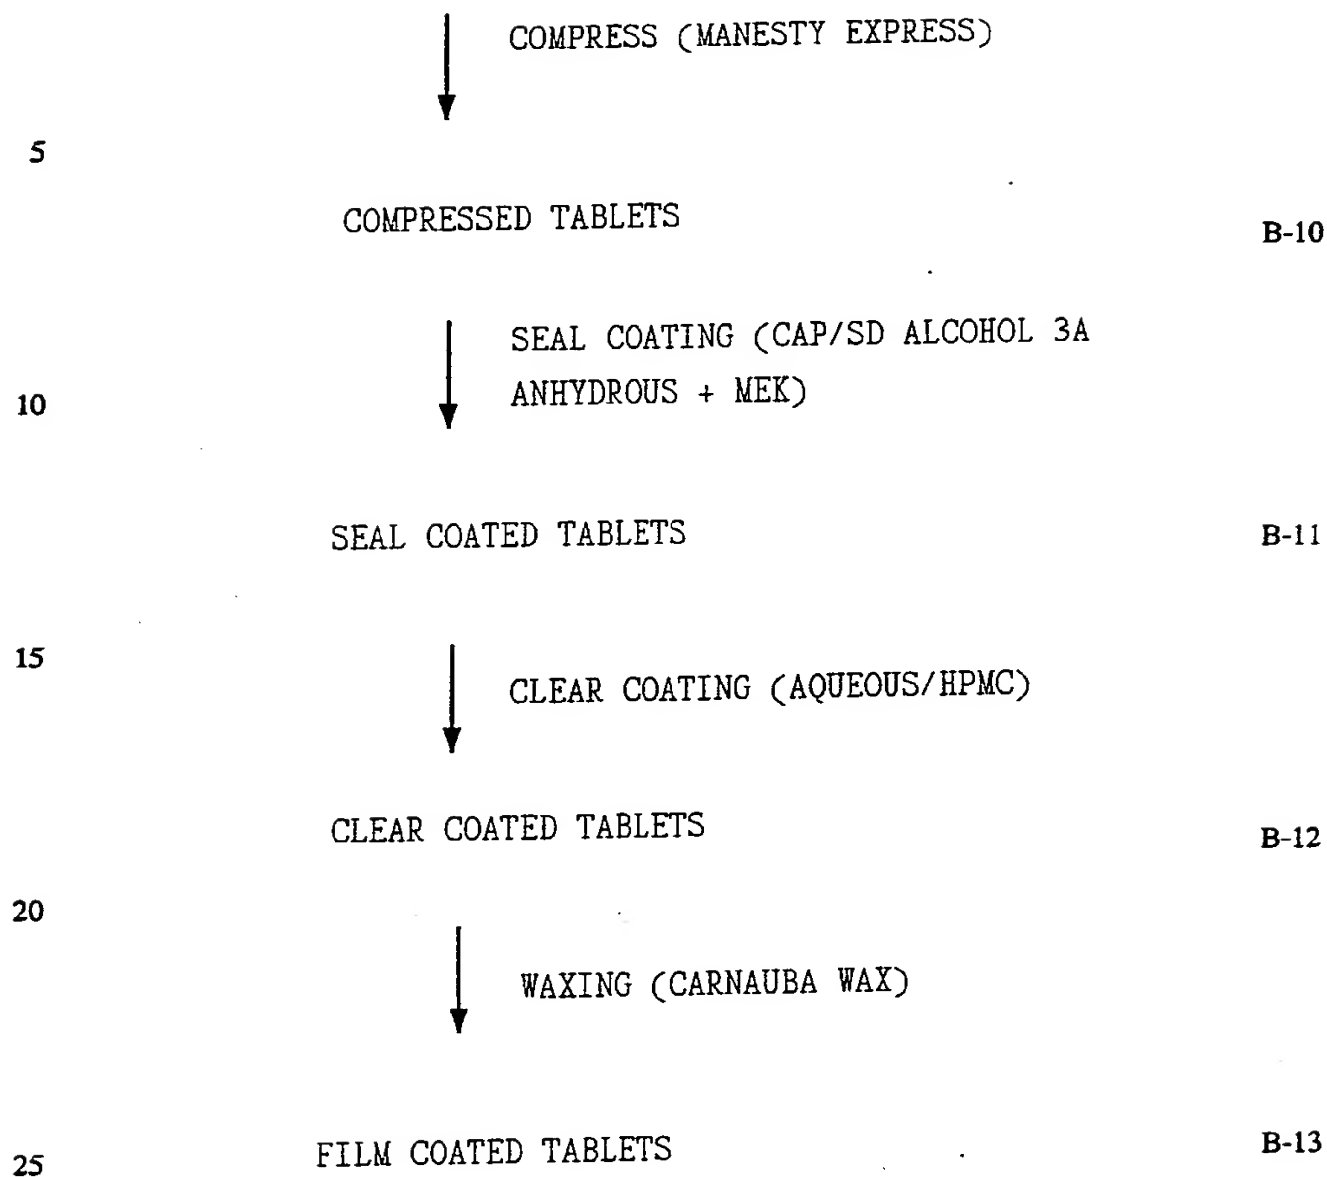 COMPRESS (MANESTY EXPRESS)
5
COMPRESSED TABLETS B-10
SEAL COATING (CAP/SD ALCOHOL 3A
10 ANHYDROUS + MEK)
SEAL COATED TABLETS B-11
15
CLEAR COATING (AQUEOUS/HPMC)
CLEAR COATED TABLETS B-12
20
WAXING (CARNAUBA WAX)
25 FILM COATED TABLETS B-13